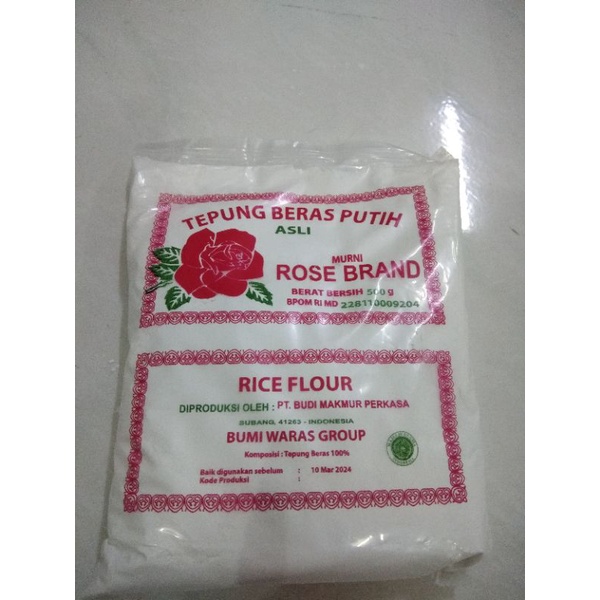 TEPUNG BERAS PUTIH
ASLI
MURNI
ROSE BRAND
BERAT BERSIH 500 g
BPOM RI MD 228110009204
RICE FLOUR
DIPRODUKSI OLEH : PT. BUDI MAKMUR PERKASA
SUBANG, 41283 - INDONESIA
BUMI WARAS GROUP
Komposisi : Tepung Beras 100%
Baik digunakan sebelum : 10 Mar 2024
Kode Produksi :